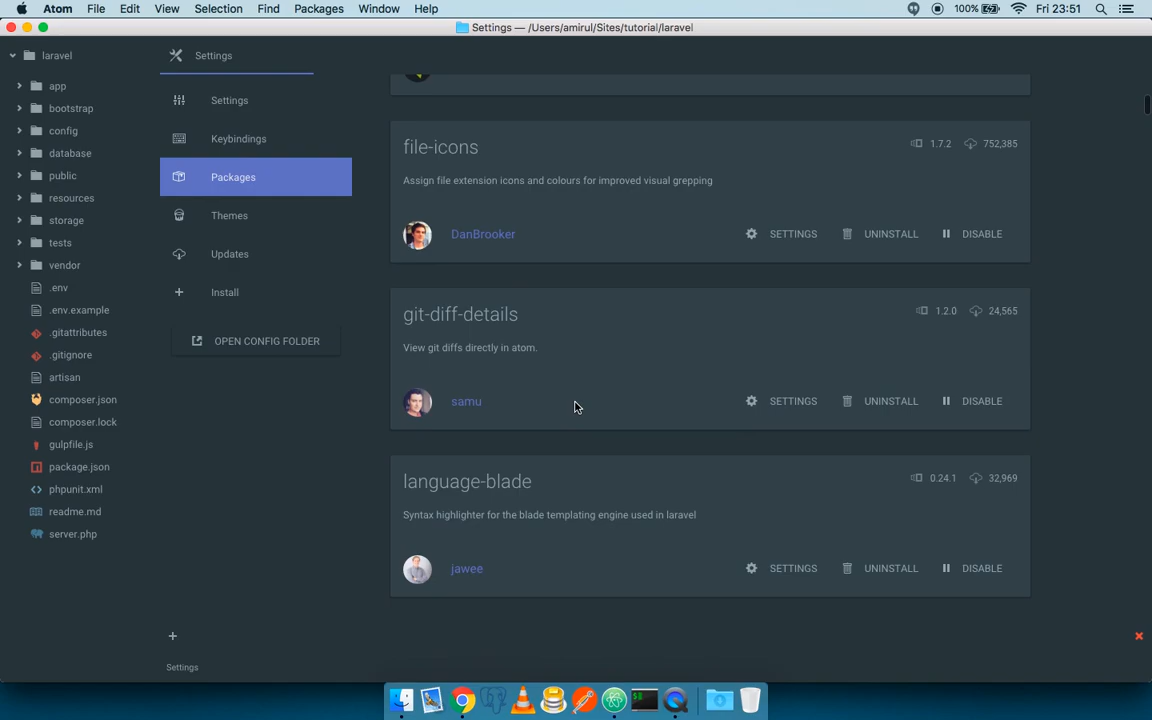 Atom File Edit View Selection Find Packages Window Help 100% Fri 23:51
Settings — /Users/amirul/Sites/tutorial/laravel
laravel
app
bootstrap
config
database
public
resources
storage
tests
vendor
.env
.env.example
.gitattributes
.gitignore
artisan
composer.json
composer.lock
gulpfile.js
package.json
phpunit.xml
readme.md
server.php
Settings
Settings
Keybindings
Packages
Themes
Updates
+ Install
OPEN CONFIG FOLDER
file-icons 1.7.2 752,385
Assign file extension icons and colours for improved visual grepping
DanBrooker SETTINGS UNINSTALL DISABLE
git-diff-details 1.2.0 24,565
View git diffs directly in atom.
samu SETTINGS UNINSTALL DISABLE
language-blade 0.24.1 32,969
Syntax highlighter for the blade templating engine used in laravel
jawee SETTINGS UNINSTALL DISABLE
+
Settings